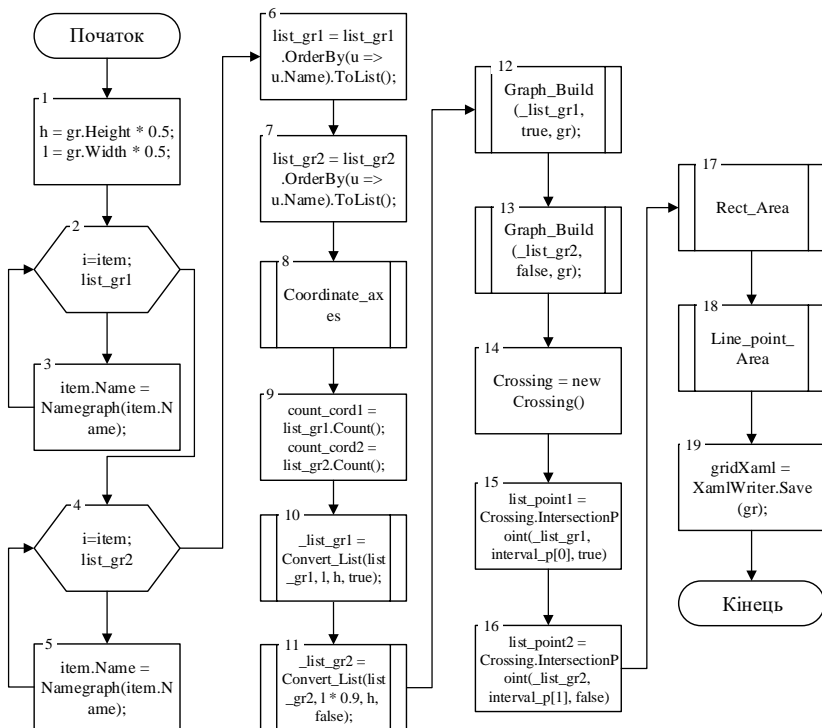 Початок
1
h = gr.Height * 0.5;
l = gr.Width * 0.5;
2
i=item;
list_gr1
3
item.Name =
Namegraph(item.N
ame);
4
i=item;
list_gr2
5
item.Name =
Namegraph(item.N
ame);
6
list_gr1 = list_gr1
.OrderBy(u =>
u.Name).ToList();
7
list_gr2 = list_gr2
.OrderBy(u =>
u.Name).ToList();
8
Coordinate_ax
es
9
count_cord1 =
list_gr1.Count();
count_cord2 =
list_gr2.Count();
10
_list_gr1 =
Convert_List(list
_gr1, l, h, true);
11
_list_gr2 =
Convert_List(list
_gr2, l * 0.9, h,
false);
12
Graph_Build
(_list_gr1,
true, gr);
13
Graph_Build
(_list_gr2,
false, gr);
14
Crossing = new
Crossing()
15
list_point1 =
Crossing.IntersectionP
oint(_list_gr1,
interval_p[0], true)
16
list_point2 =
Crossing.IntersectionP
oint(_list_gr2,
interval_p[1], false)
17
Rect_Area
18
Line_point_
Area
19
gridXaml =
XamlWriter.Save
(gr);
Кінець